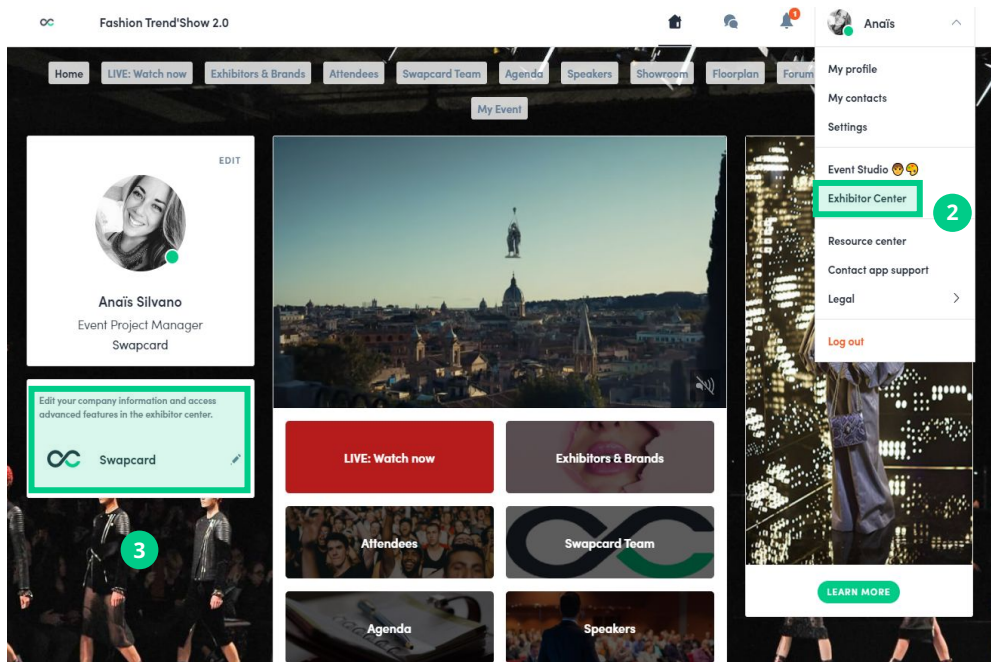 Fashion Trend'Show 2.0
1
Anaïs
Home
LIVE: Watch now
Exhibitors & Brands
Attendees
Swapcard Team
Agenda
Speakers
Showroom
Floorplan
Forum
My Event
My profile
My contacts
Settings
Event Studio
Exhibitor Center
2
Resource center
Contact app support
Legal
Log out
EDIT
Anaïs Silvano
Event Project Manager
Swapcard
Edit your company information and access
advanced features in the exhibitor center.
Swapcard
3
LIVE: Watch now
Exhibitors & Brands
Attendees
Swapcard Team
Agenda
Speakers
LEARN MORE